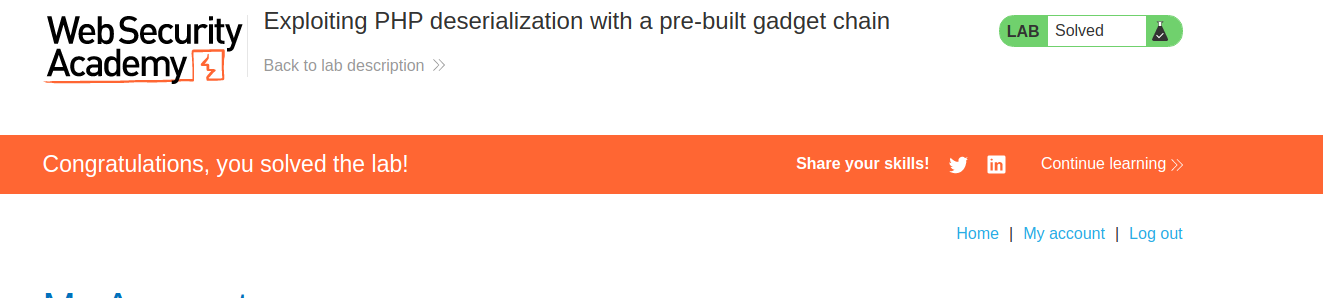 Web Security
Academy
Exploiting PHP deserialization with a pre-built gadget chain
Back to lab description
LAB Solved
Congratulations, you solved the lab!
Share your skills!
Continue learning
Home | My account | Log out